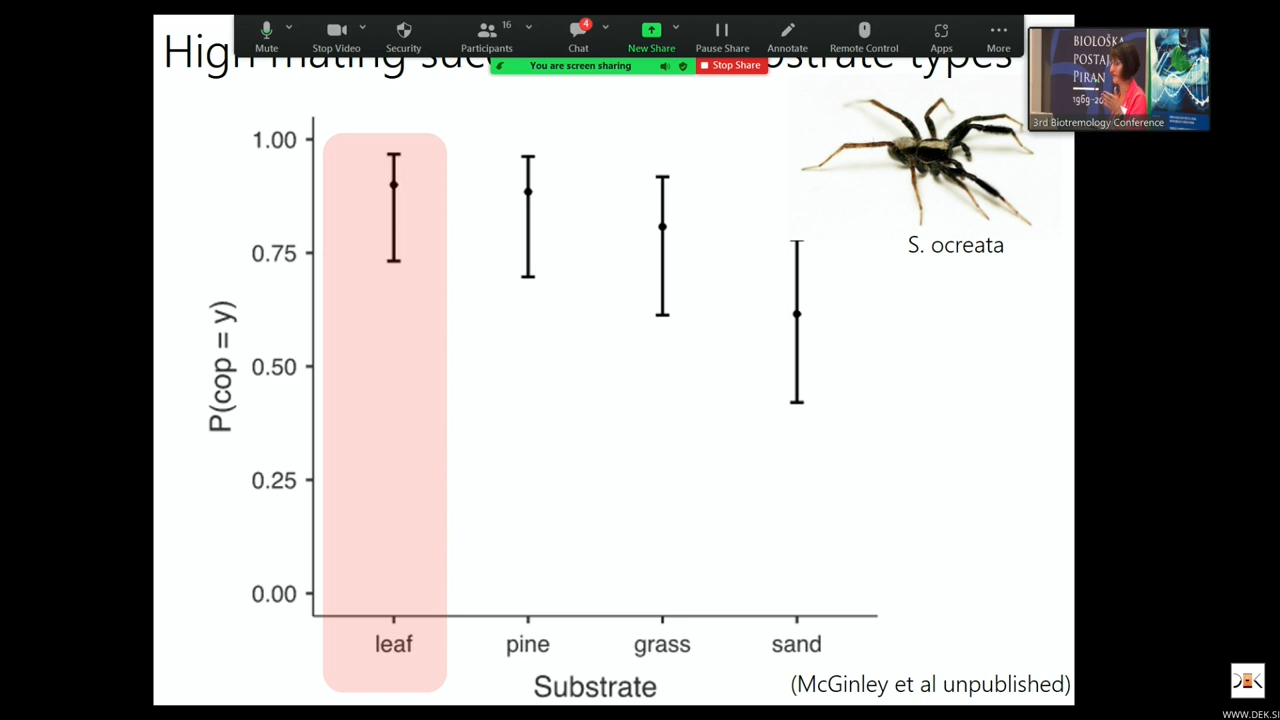 Mute
Stop Video
Security
Participants
16
Chat
4
New Share
Pause Share
Annotate
Remote Control
Apps
More
You are screen sharing
Stop Share
High mating
types
BIOLOŠKA
POSTAJ
PIRAN
3rd Biotremology Conference
S. ocreata
1.00
0.75
0.50
0.25
0.00
P(cop = y)
leaf
pine
grass
sand
Substrate
(McGinley et al unpublished)
WWW.DEK.SI